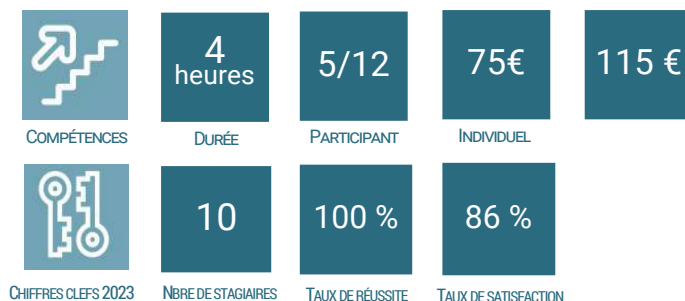 4
heures
5/12
75€
115 €
COMPÉTENCES
DURÉE
PARTICIPANT
INDIVIDUEL
10
100 %
86 %
CHIFFRES CLEFS 2023
NBRE DE STAGIAIRES
TAUX DE RÉUSSITE
TAUX DE SATISFACTION